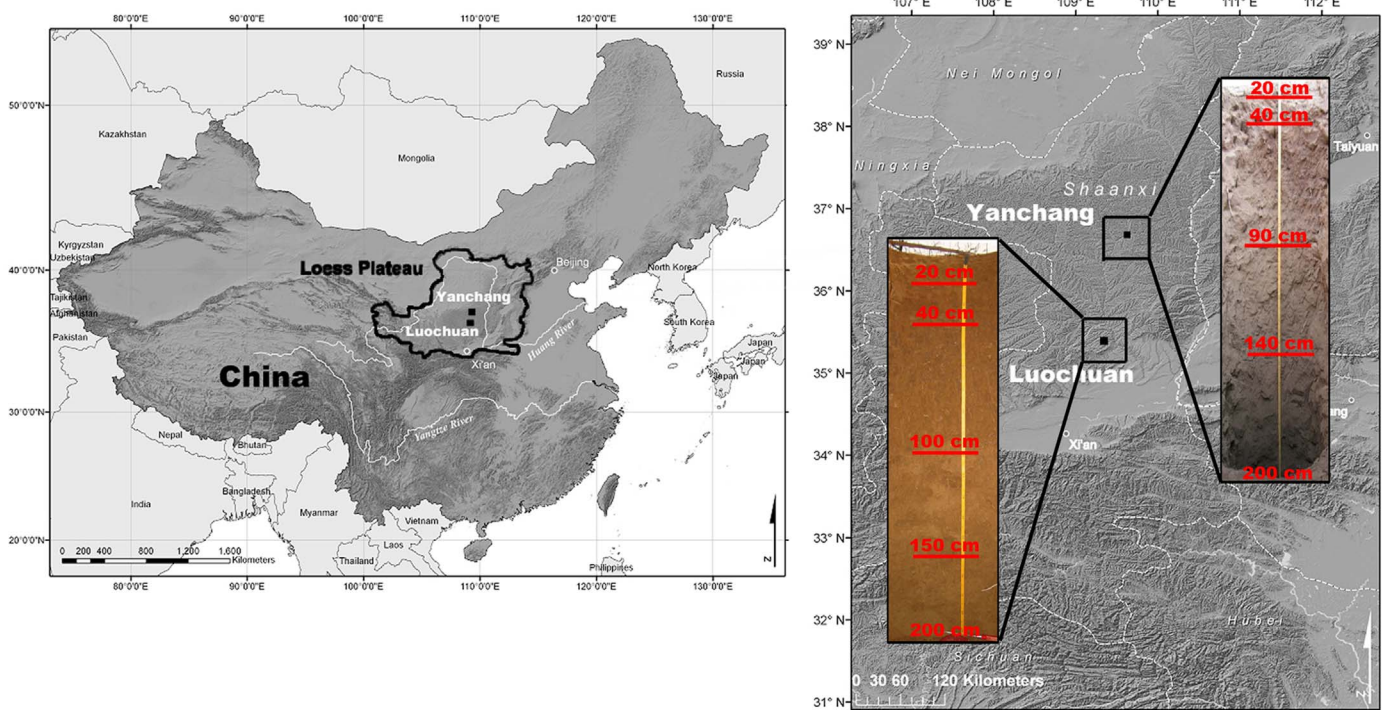 80°0'0"E 90°0'0"E 100°0'0"E 110°0'0"E 120°0'0"E 130°0'0"E
Russia
50°0'0"N
Kazakhstan
Mongolia
Kyrgyzstan
Uzbekistan
40°0'0"N
Loess Plateau
Beijing
North Korea
Tajikistan
Afghanistan
Yanchang
Luochuan
South Korea
Pakistan
Huang River
Japan
Japan
Xi'an
China
30°0'0"N
Yangtze River
Nepal
Bhutan
India
Bangladesh
Myanmar
Vietnam
Laos
20°0'0"N
0 200 400 800 1,200 1,600
Kilometers
Thailand
Philippines
N
80°0'0"E 90°0'0"E 100°0'0"E 110°0'0"E 120°0'0"E 130°0'0"E
107° E 108° E 109° E 110° E 111° E 112° E
39° N
Nei Mongol
20 cm
40 cm
38° N
Taiyuan
Ningxia
Shaanxi
37° N
Yanchang
90 cm
20 cm
36° N
40 cm
140 cm
35° N
Luochuan
ang
Xi'an
100 cm
34° N
200 cm
33° N
150 cm
32° N
200 cm
Hubei
Sichuan
0 30 60 120 Kilometers
N
31° N